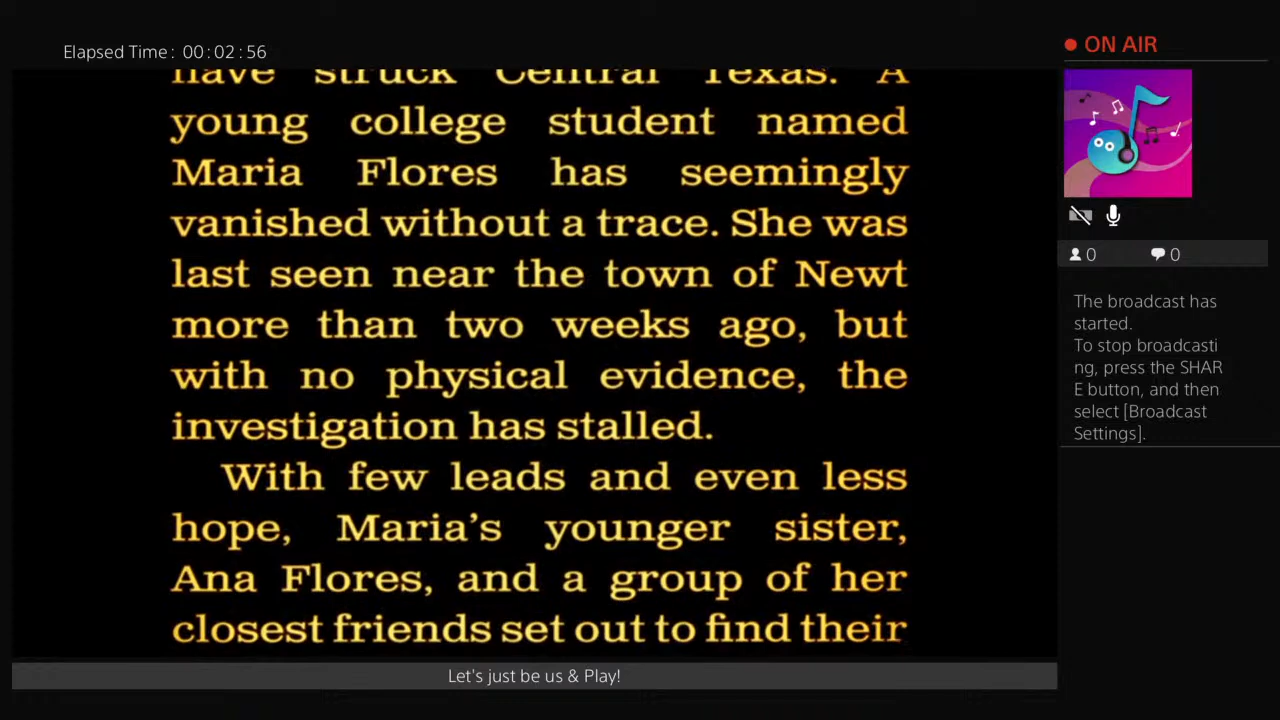 Elapsed Time: 00:02:56
ON AIR
have struck Central Texas. A
young college student named
Maria Flores has seemingly
vanished without a trace. She was
last seen near the town of Newt
more than two weeks ago, but
with no physical evidence, the
investigation has stalled.
With few leads and even less
hope, Maria's younger sister,
Ana Flores, and a group of her
closest friends set out to find their
Let's just be us & Play!
0
0
The broadcast has
started.
To stop broadcasti
ng, press the SHAR
E button, and then
select [Broadcast
Settings].